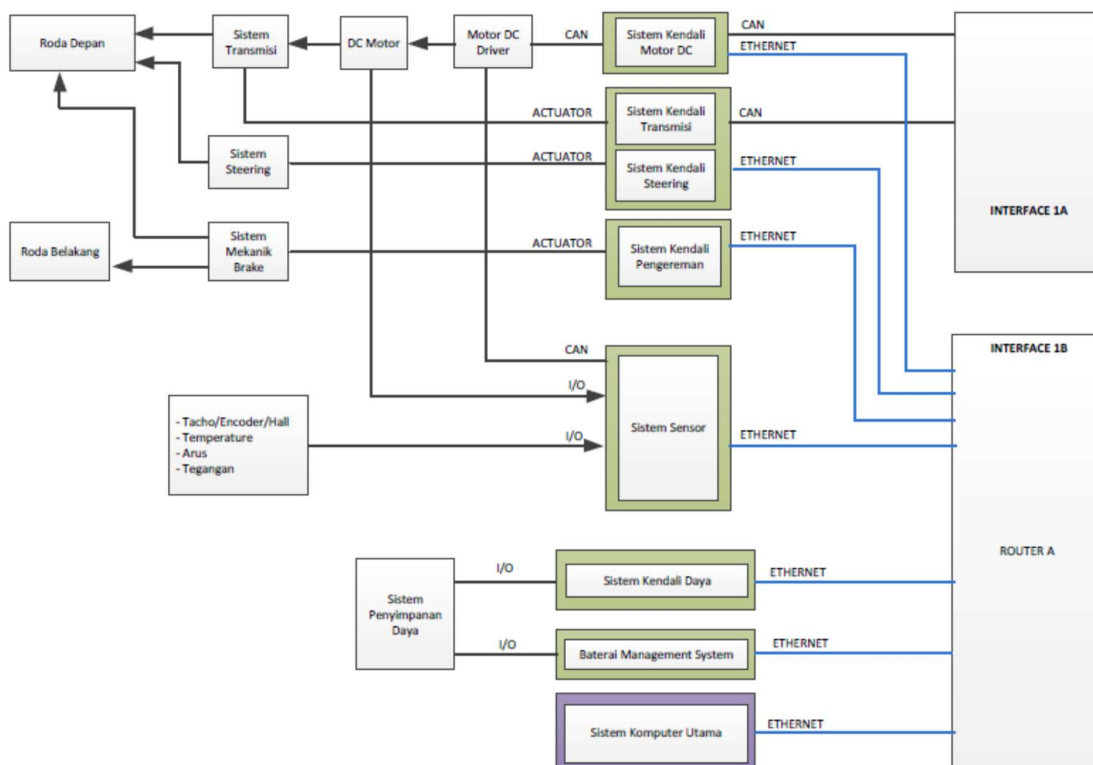 Roda Depan
Sistem
Transmisi
DC Motor
Motor DC
Driver
CAN
Sistem Kendali
Motor DC
CAN
ETHERNET
ACTUATOR
Sistem Kendali
Transmisi
CAN
Sistem
Steering
ACTUATOR
Sistem Kendali
Steering
ETHERNET
INTERFACE 1A
Roda Belakang
Sistem
Mekanik
Brake
ACTUATOR
Sistem Kendali
Pengereman
ETHERNET
CAN
I/O
- Tacho/Encoder/Hall
- Temperature
- Arus
- Tegangan
I/O
Sistem Sensor
ETHERNET
INTERFACE 1B
ROUTER A
Sistem
Penyimpanan
Daya
I/O
Sistem Kendali Daya
ETHERNET
I/O
Baterai Management System
ETHERNET
Sistem Komputer Utama
ETHERNET